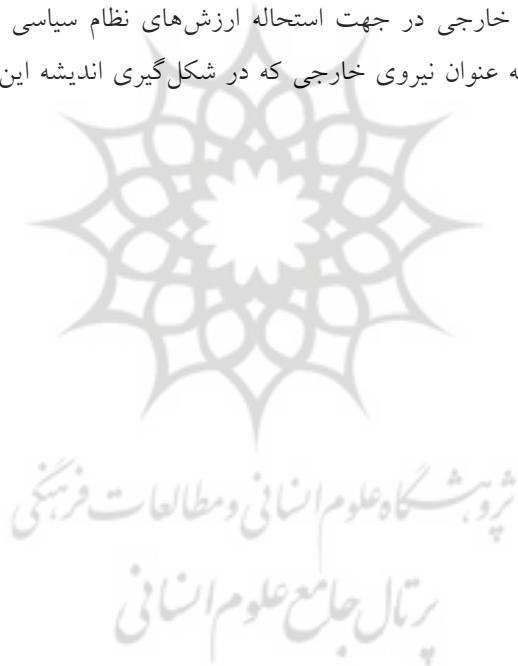 خارجی در جهت استحاله ارزش‌های نظام سیاسی
ه عنوان نیروی خارجی که در شکل‌گیری اندیشه این
پژوهشگاه علوم انسانی و مطالعات فرهنگی
پرتال جامع علوم انسانی